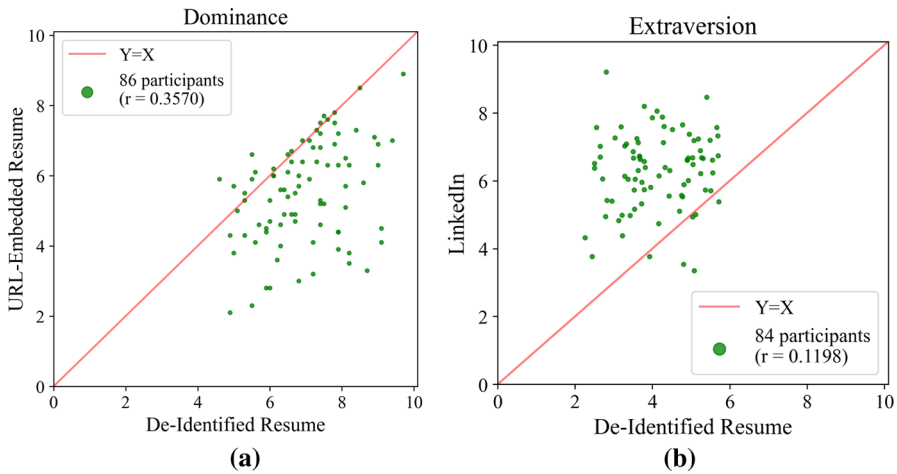 Dominance
10
8
6
4
2
0
0
2
4
6
8
10
URL-Embedded Resume
De-Identified Resume
Y=X
86 participants
(r = 0.3570)
(a)
Extraversion
10
8
6
4
2
0
0
2
4
6
8
10
LinkedIn
De-Identified Resume
Y=X
84 participants
(r = 0.1198)
(b)